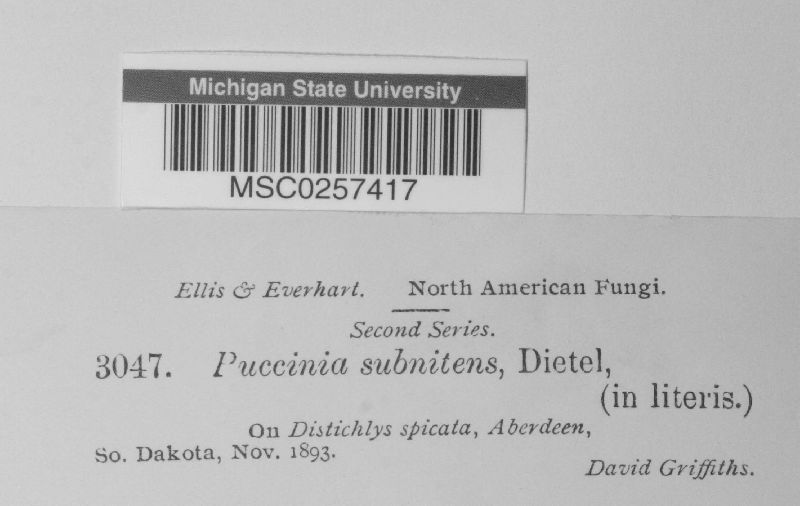 Michigan State University
MSC0257417
Ellis & Everhart. North American Fungi.
Second Series.
3047. Puccinia subnitens, Dietel,
(in literis.)
On Distichlys spicata, Aberdeen,
So. Dakota, Nov. 1893.
David Griffiths.